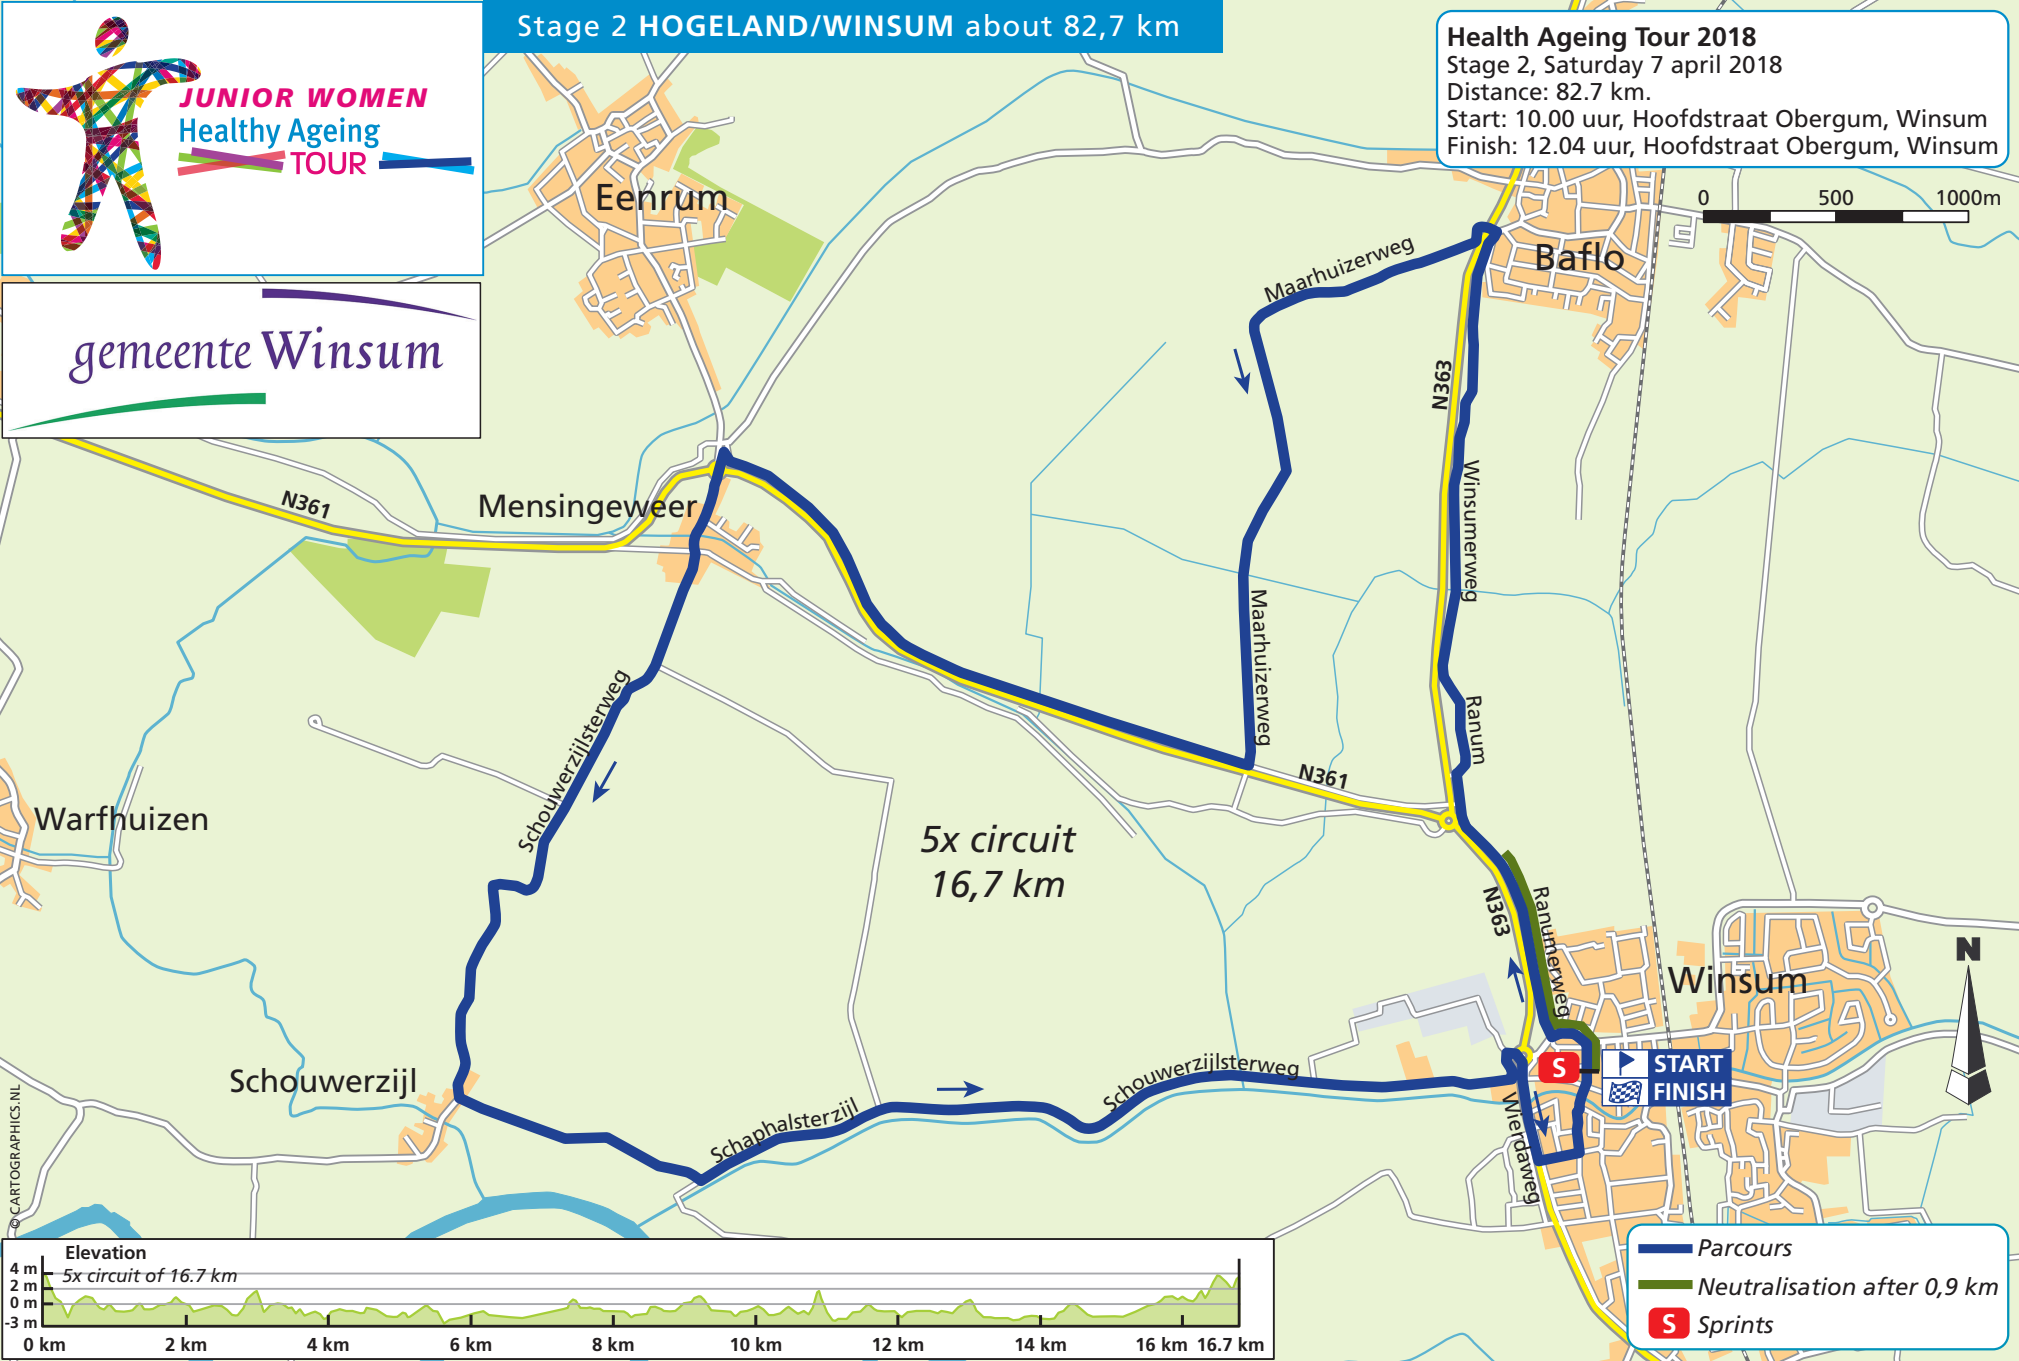 Stage 2 HOGELAND/WINSUM about 82,7 km
JUNIOR WOMEN
Healthy Ageing
TOUR
gemeente Winsum
Health Ageing Tour 2018
Stage 2, Saturday 7 april 2018
Distance: 82.7 km.
Start: 10.00 uur, Hoofdstraat Obergum, Winsum
Finish: 12.04 uur, Hoofdstraat Obergum, Winsum
0 500 1000m
Eenrum
Baflo
Maarhuizerweg
N363
N361
Mensingeweer
Winsumerweg
Maarhuizerweg
Ranum
Schouwerzijlsterweg
N361
Warfhuizen
5x circuit
16,7 km
N363
Ranumerweg
Winsum
N
Schouwerzijl
Schouwerzijlsterweg
S
START
FINISH
Schaphalsterzijl
Wierdaweg
© CARTOGRAPHICS.NL
Elevation
5x circuit of 16.7 km
4 m
2 m
0 m
-3 m
0 km 2 km 4 km 6 km 8 km 10 km 12 km 14 km 16 km 16.7 km
Parcours
Neutralisation after 0,9 km
S Sprints